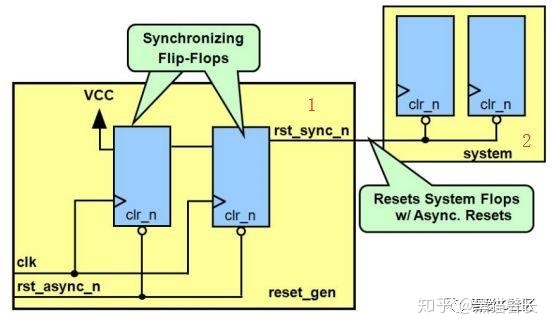 Synchronizing
Flip-Flops
VCC
1
clr_n
clr_n
rst_sync_n
clr_n
clr_n
2
system
Resets System Flops
w/ Async. Resets
clk
rst_async_n
reset_gen
知乎